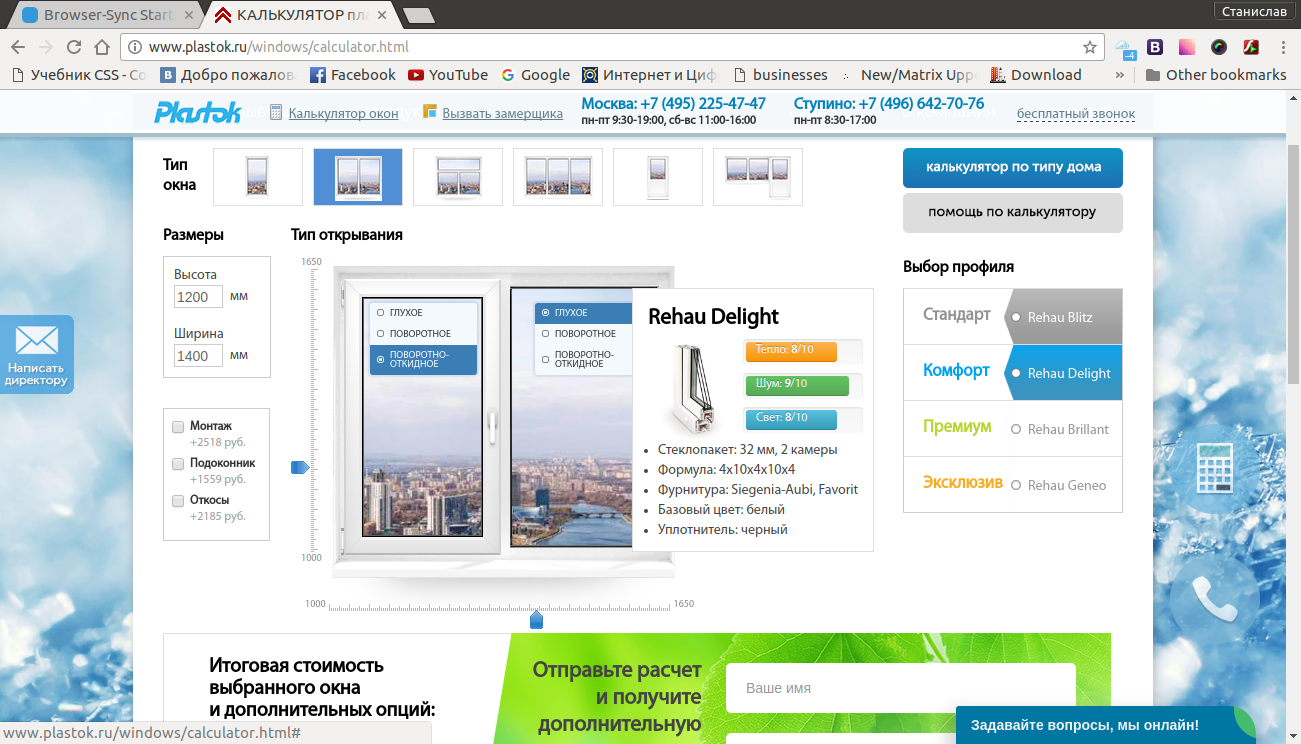 Browser-Sync Start
КАЛЬКУЛЯТОР пла
Станислав
www.plastok.ru/windows/calculator.html
-4
Учебник CSS - Со
Добро пожалова
Facebook
YouTube
Google
Интернет и Циф
businesses
New/Matrix Upp
Download
»
Other bookmarks
Plastok
Калькулятор окон
Вызвать замерщика
Москва: +7 (495) 225-47-47
пн-пт 9:30-19:00, сб-вс 11:00-16:00
Ступино: +7 (496) 642-70-76
пн-пт 8:30-17:00
бесплатный звонок
Тип
окна
калькулятор по типу дома
помощь по калькулятору
Размеры
Тип открывания
Высота
1200 мм
Ширина
1400 мм
Монтаж
+2518 руб.
Подоконник
+1559 руб.
Откосы
+2185 руб.
1650
1000
ГЛУХОЕ
ПОВОРОТНОЕ
ПОВОРОТНО-
ОТКИДНОЕ
ГЛУХОЕ
ПОВОРОТНОЕ
ПОВОРОТНО-
ОТКИДНОЕ
1000
1650
Rehau Delight
Тепло: 8/10
Шум: 9/10
Свет: 8/10
• Стеклопакет: 32 мм, 2 камеры
• Формула: 4x10x4x10x4
• Фурнитура: Siegenia-Aubi, Favorit
• Базовый цвет: белый
• Уплотнитель: черный
Выбор профиля
Стандарт Rehau Blitz
Комфорт Rehau Delight
Премиум Rehau Brillant
Эксклюзив Rehau Geneo
Написать
директору
Итоговая стоимость
выбранного окна
и дополнительных опций:
Отправьте расчет
и получите
дополнительную
Ваше имя
Задавайте вопросы, мы онлайн!
www.plastok.ru/windows/calculator.html#